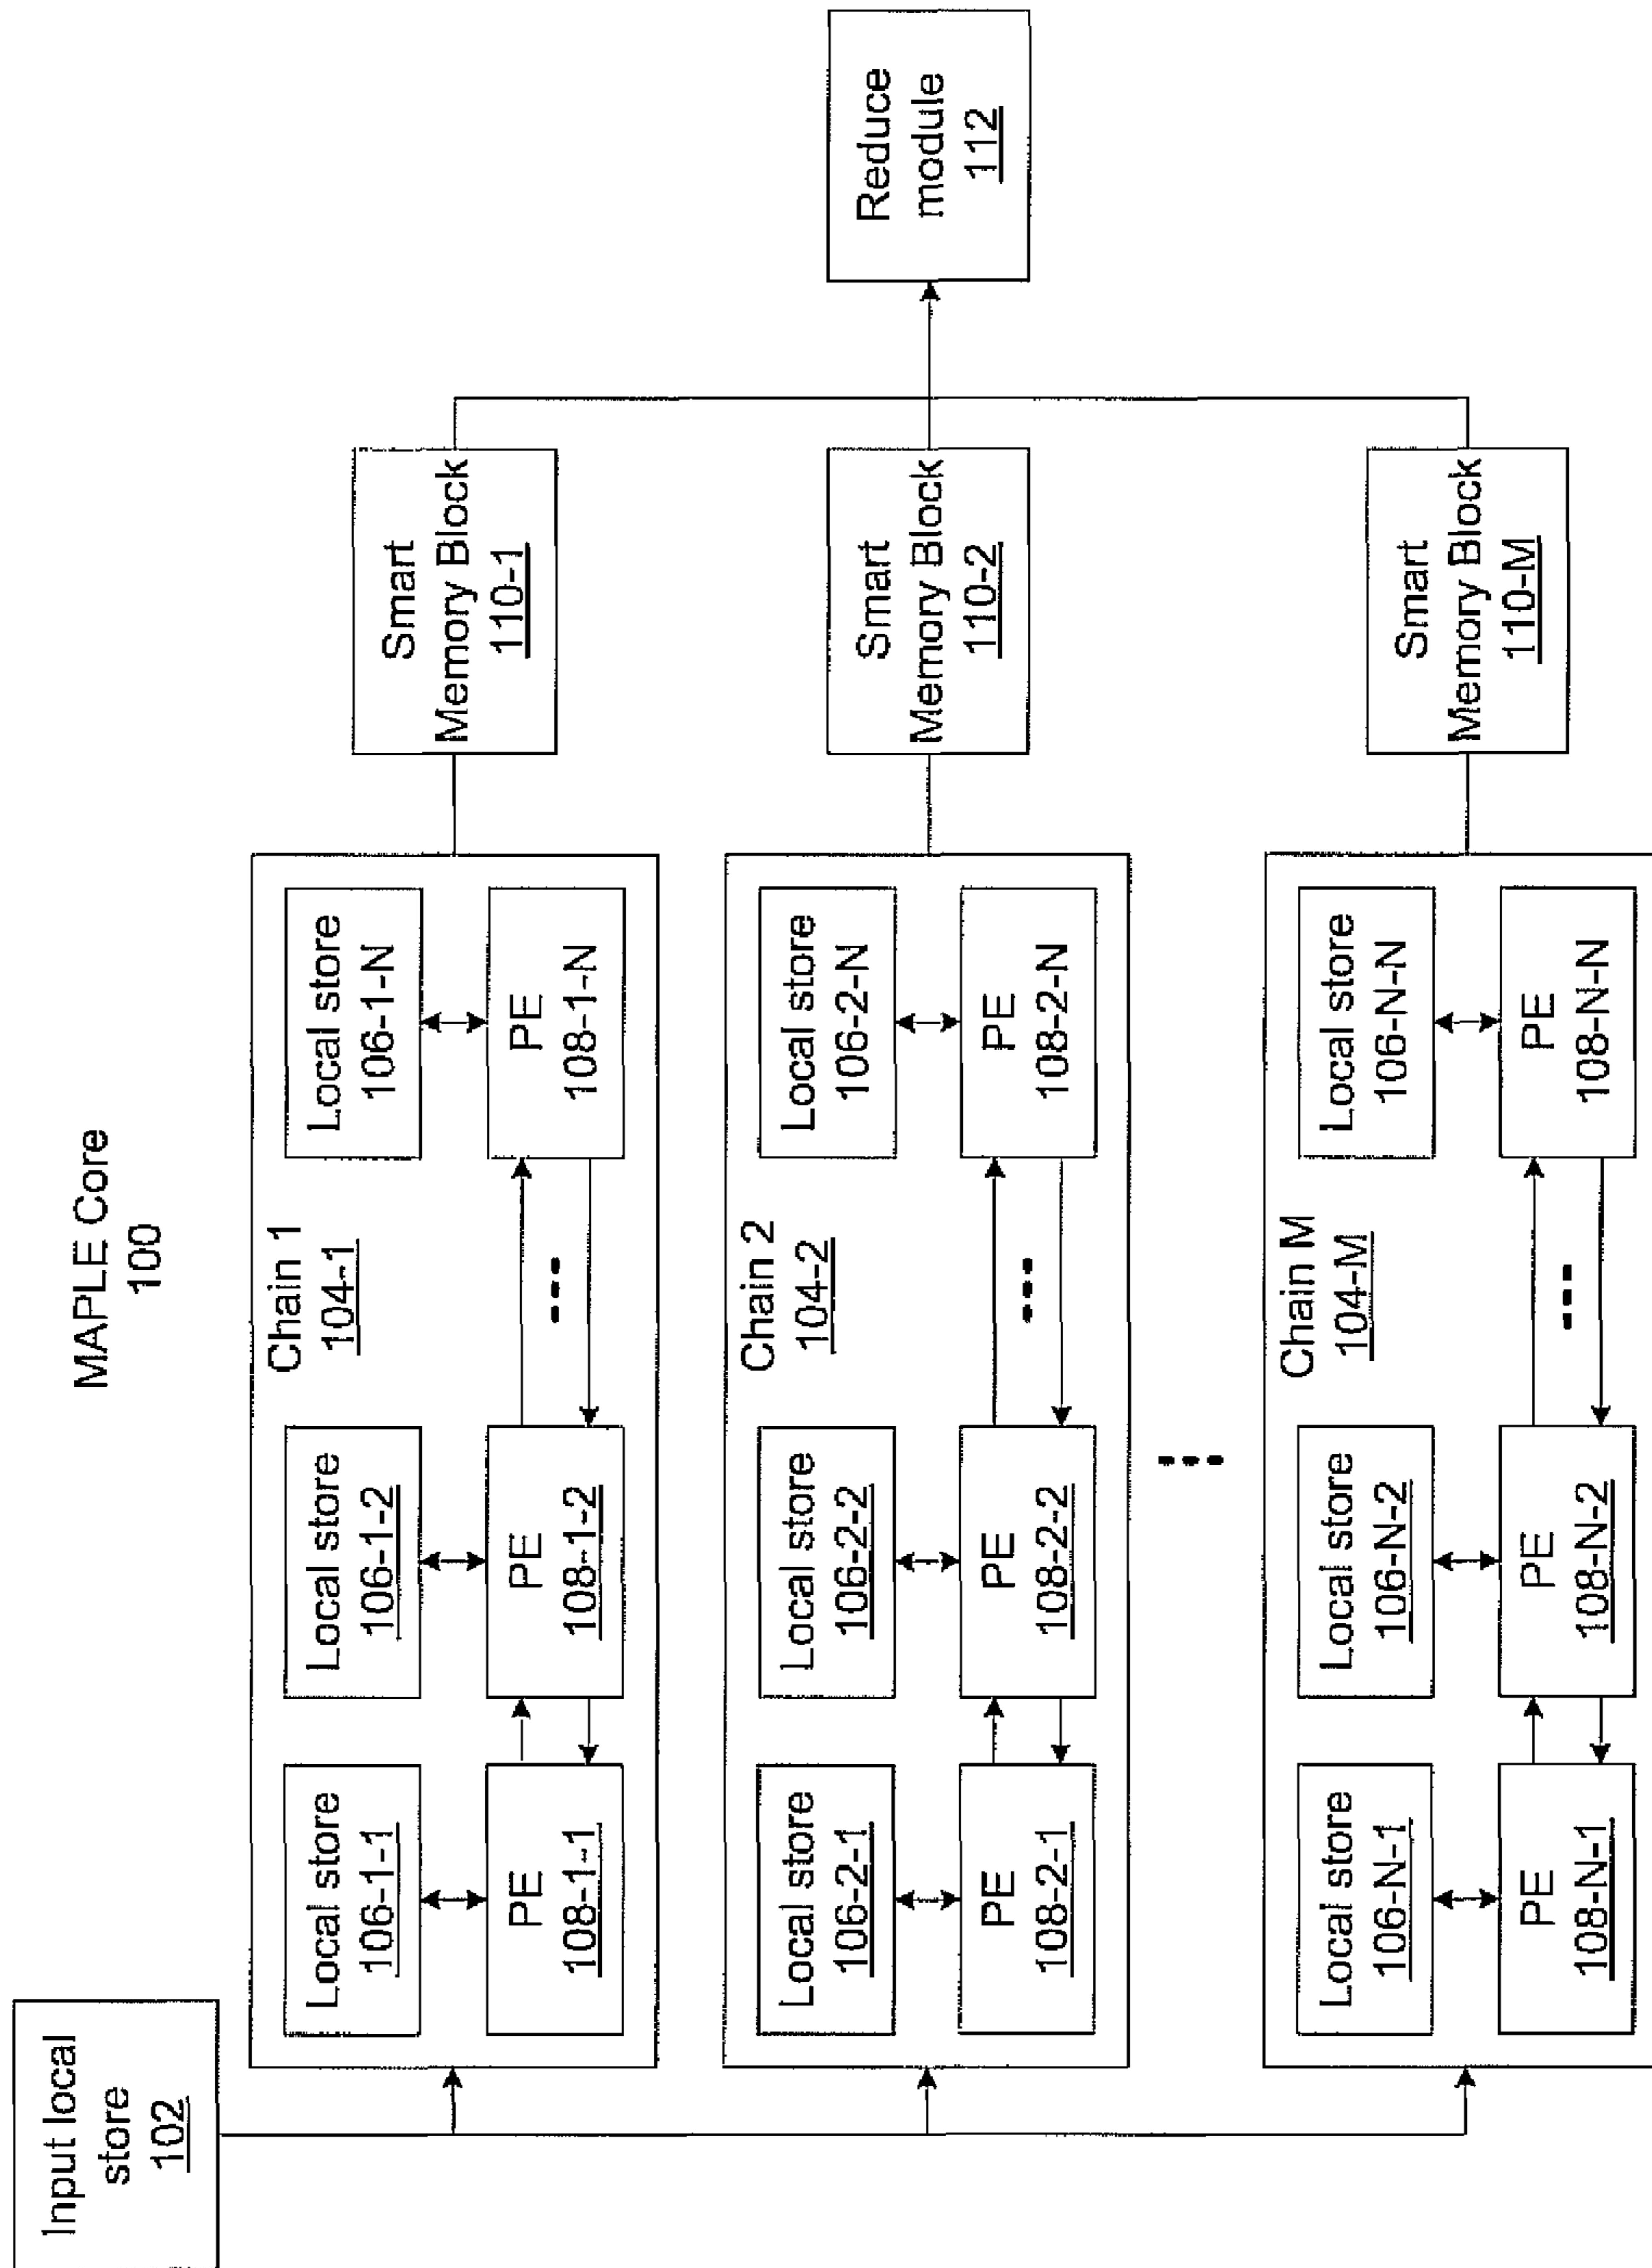 MAPLE Core
100
Input local
store
102
Chain 1
104-1
Local store
106-1-1
Local store
106-1-2
Local store
106-1-N
PE
108-1-1
PE
108-1-2
PE
108-1-N
Smart
Memory Block
110-1
Chain 2
104-2
Local store
106-2-1
Local store
106-2-2
Local store
106-2-N
PE
108-2-1
PE
108-2-2
PE
108-2-N
Smart
Memory Block
110-2
Reduce
module
112
Chain M
104-M
Local store
106-N-1
Local store
106-N-2
Local store
106-N-N
PE
108-N-1
PE
108-N-2
PE
108-N-N
Smart
Memory Block
110-M